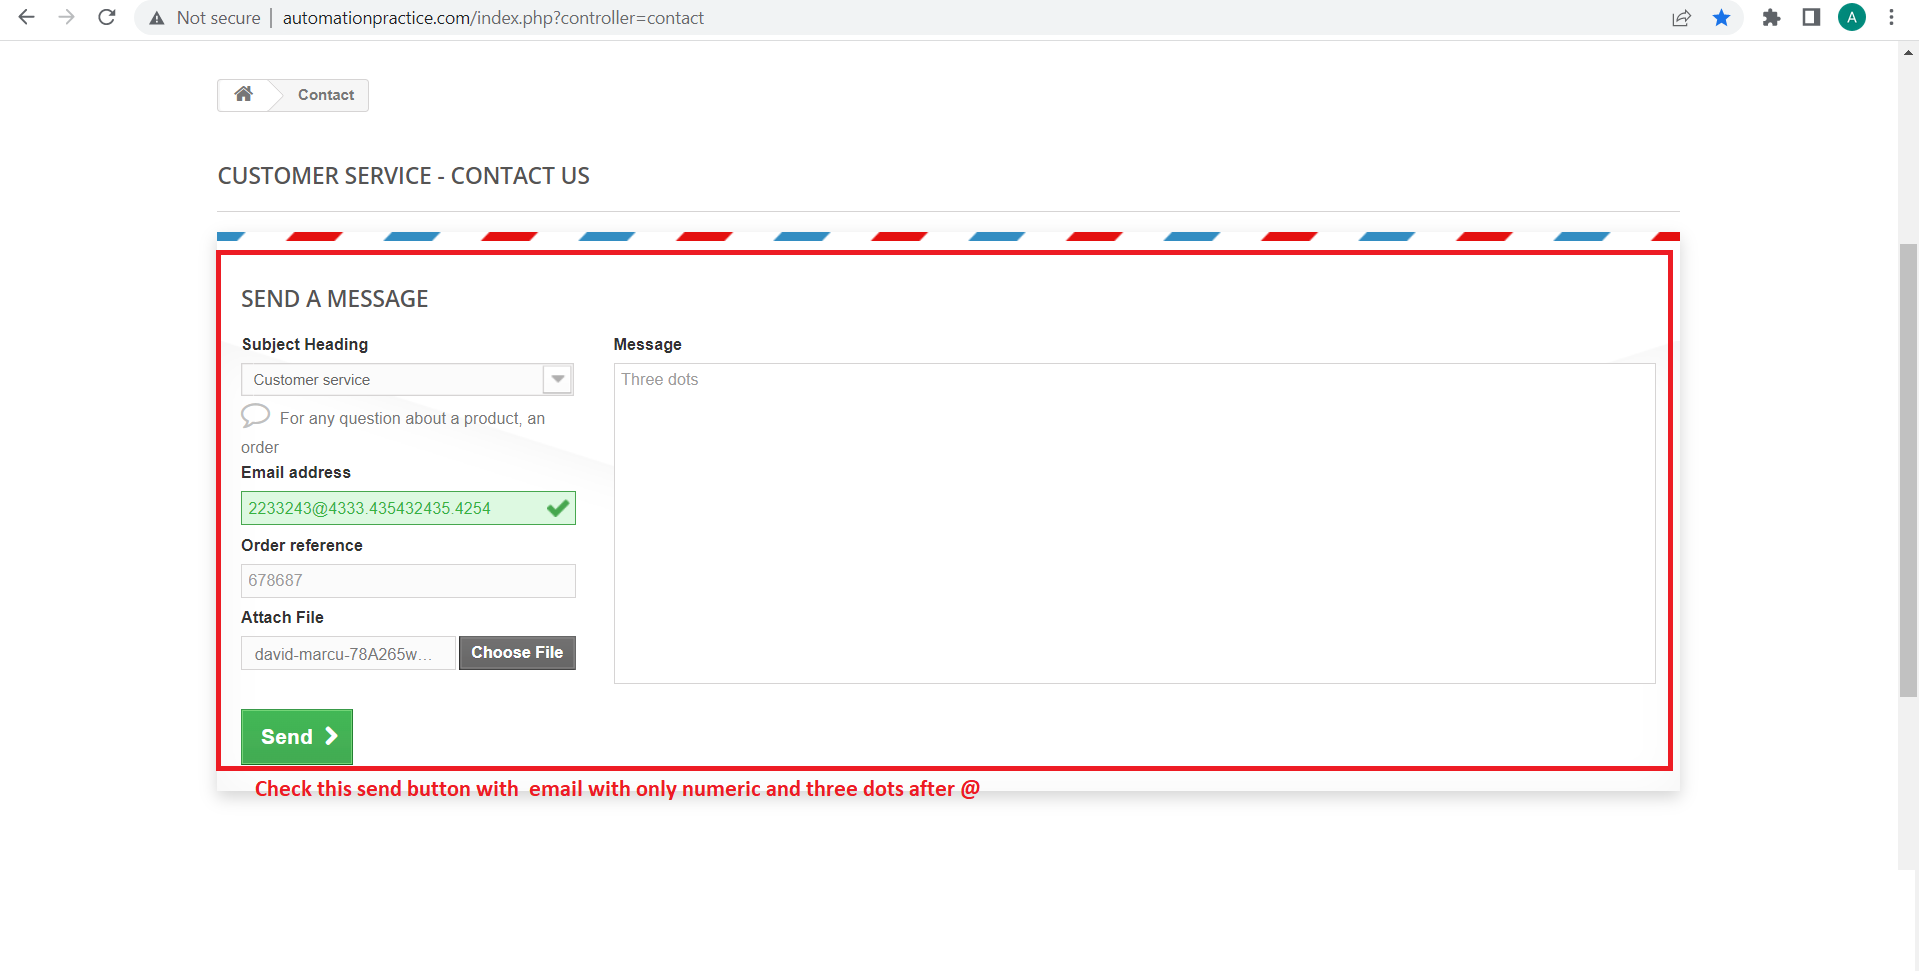 Not secure | automationpractice.com/index.php?controller=contact
A
Contact
CUSTOMER SERVICE - CONTACT US
SEND A MESSAGE
Subject Heading
Customer service
For any question about a product, an
order
Email address
2233243@4333.435432435.4254
Order reference
678687
Attach File
david-marcu-78A265w...
Choose File
Message
Three dots
Send
Check this send button with  email with only numeric and three dots after @